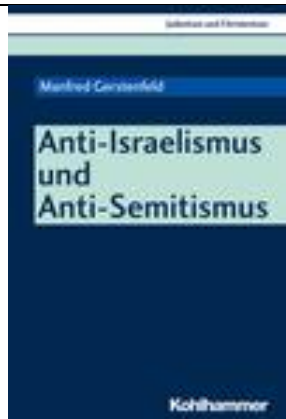 Judentum und Christentum
Manfred Gerstenfeld
Anti-Israelismus
und
Anti-Semitismus
Kohlhammer